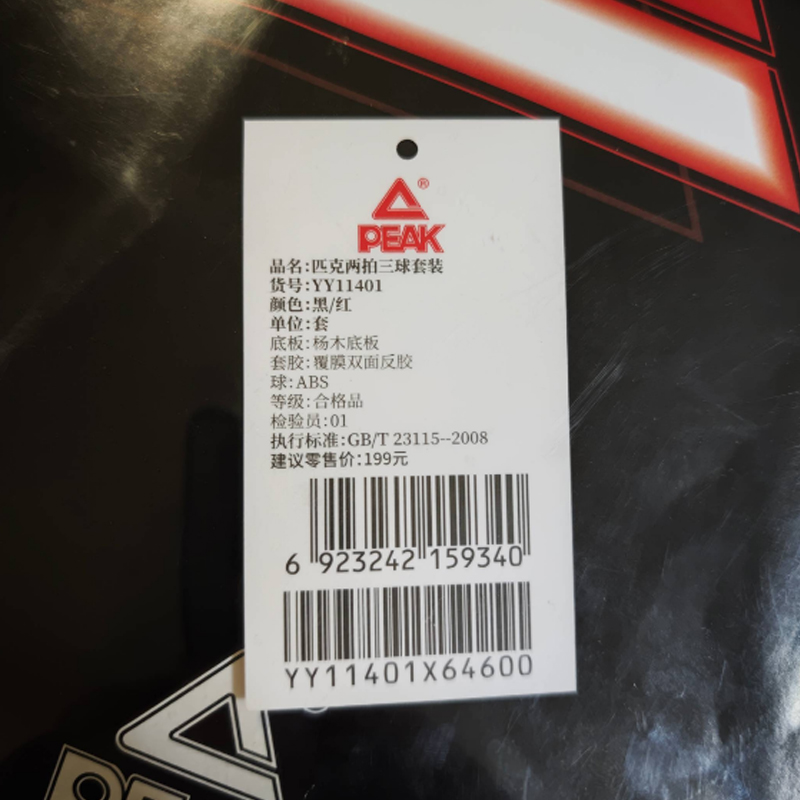 ®
PEAK
品名:匹克两拍三球套装
货号:YY11401
颜色:黑/红
单位:套
底板:杨木底板
套胶:覆膜双面反胶
球:ABS
等级:合格品
检验员:01
执行标准:GB/T 23115--2008
建议零售价:199元
6 923242 159340
YY11401X64600
PEAK